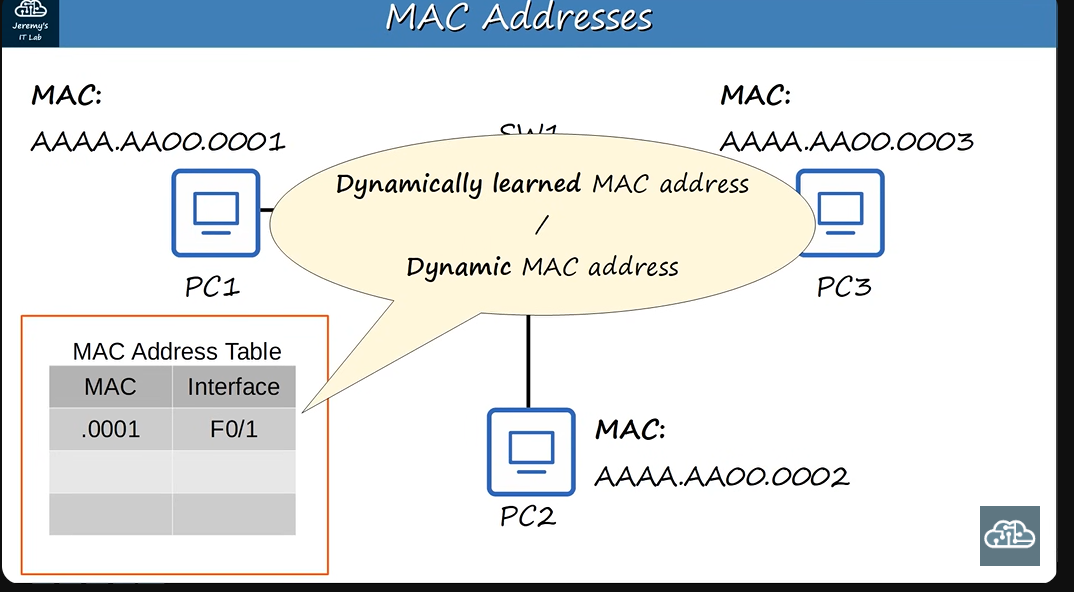 Jeremy's
IT Lab
MAC Addresses
MAC:
AAAA.AA00.0001
SW1
MAC:
AAAA.AA00.0003
Dynamically learned MAC address
/
Dynamic MAC address
PC1
PC3
MAC Address Table
MAC Interface
.0001 F0/1
MAC:
AAAA.AA00.0002
PC2